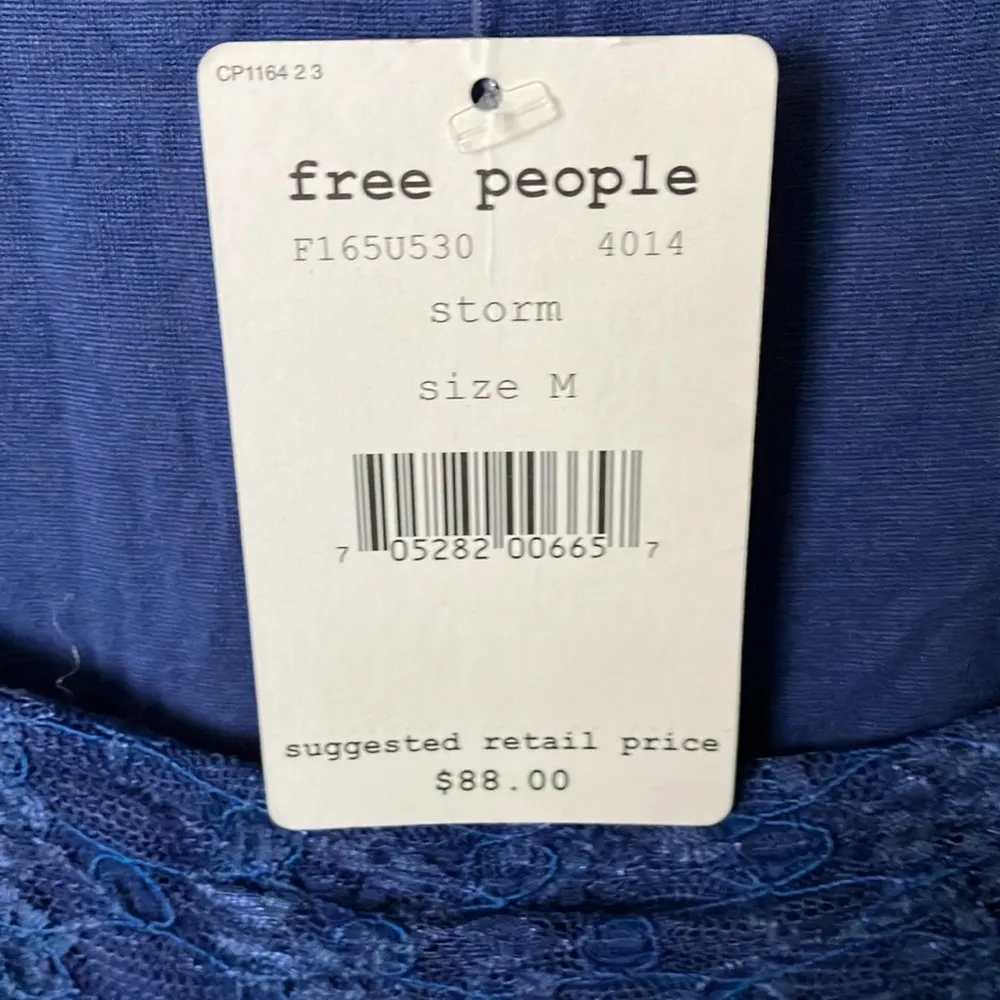 CP1164 2 3
free people
F165U530 4014
storm
size M
7 05282 00665 7
suggested retail price
$88.00